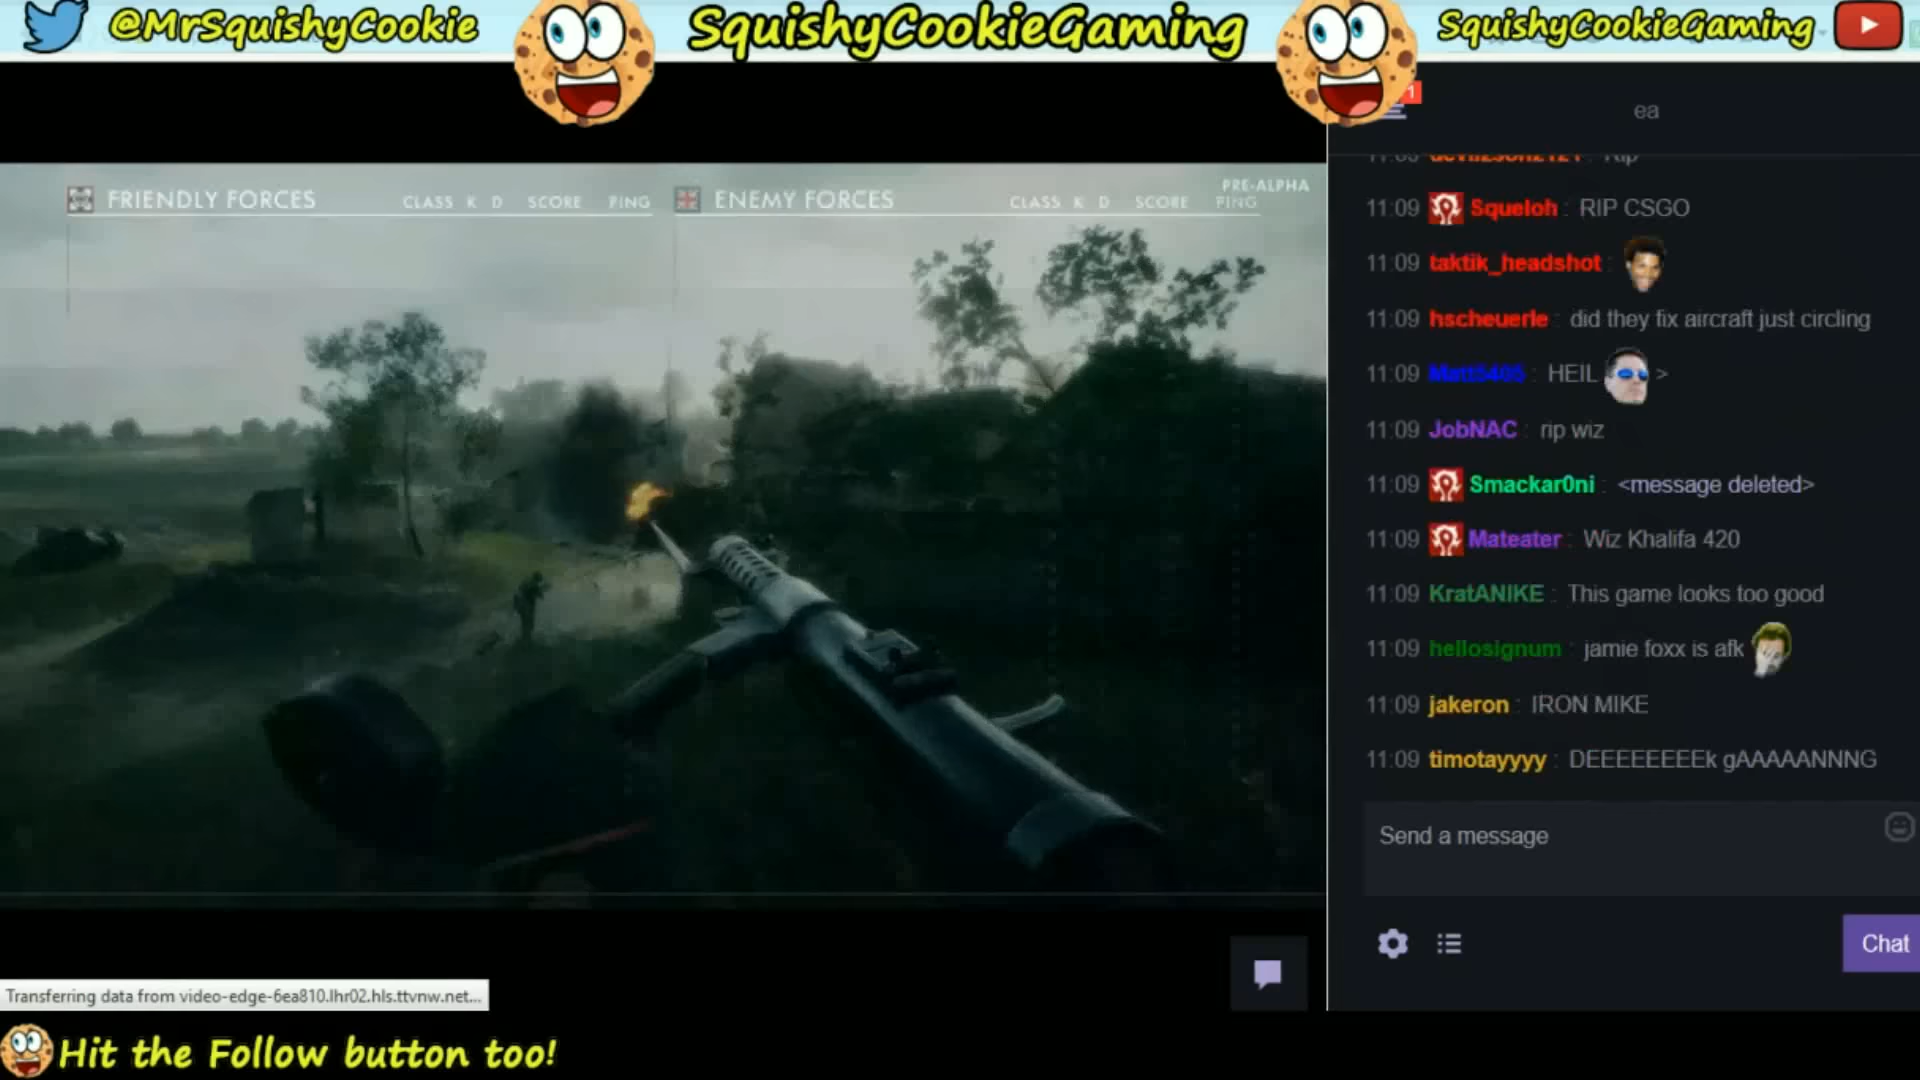 @MrSquishyCookie
SquishyCookieGaming
SquishyCookieGaming
1
ea
FRIENDLY FORCES CLASS K D SCORE PING
ENEMY FORCES CLASS K D SCORE PING
PRE-ALPHA
11:09 Squeloh : RIP CSGO
11:09 taktik_headshot :
11:09 hscheuerle : did they fix aircraft just circling
11:09 Matt5405 : HEIL >
11:09 JobNAC : rip wiz
11:09 Smackar0ni : <message deleted>
11:09 Mateater : Wiz Khalifa 420
11:09 KratANIKE : This game looks too good
11:09 hellosignum : jamie foxx is afk
11:09 jakeron : IRON MIKE
11:09 timotayyyy : DEEEEEEEEk gAAAAANNNG
Send a message
Chat
Transferring data from video-edge-6ea810.lhr02.hls.ttvnw.net...
Hit the Follow button too!